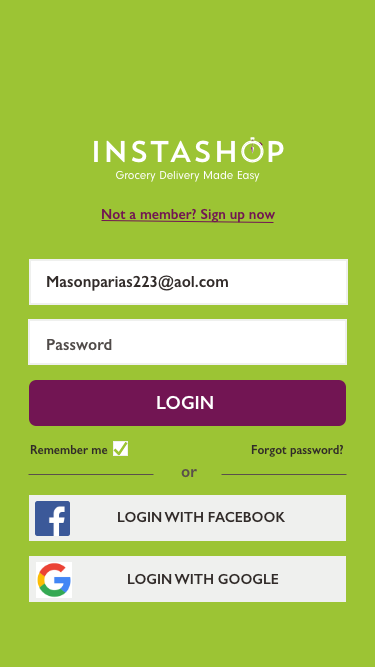 INSTASHOP
Grocery Delivery Made Easy
Not a member? Sign up now
Masonparias223@aol.com
Password
LOGIN
Remember me
Forgot password?
or
LOGIN WITH FACEBOOK
LOGIN WITH GOOGLE